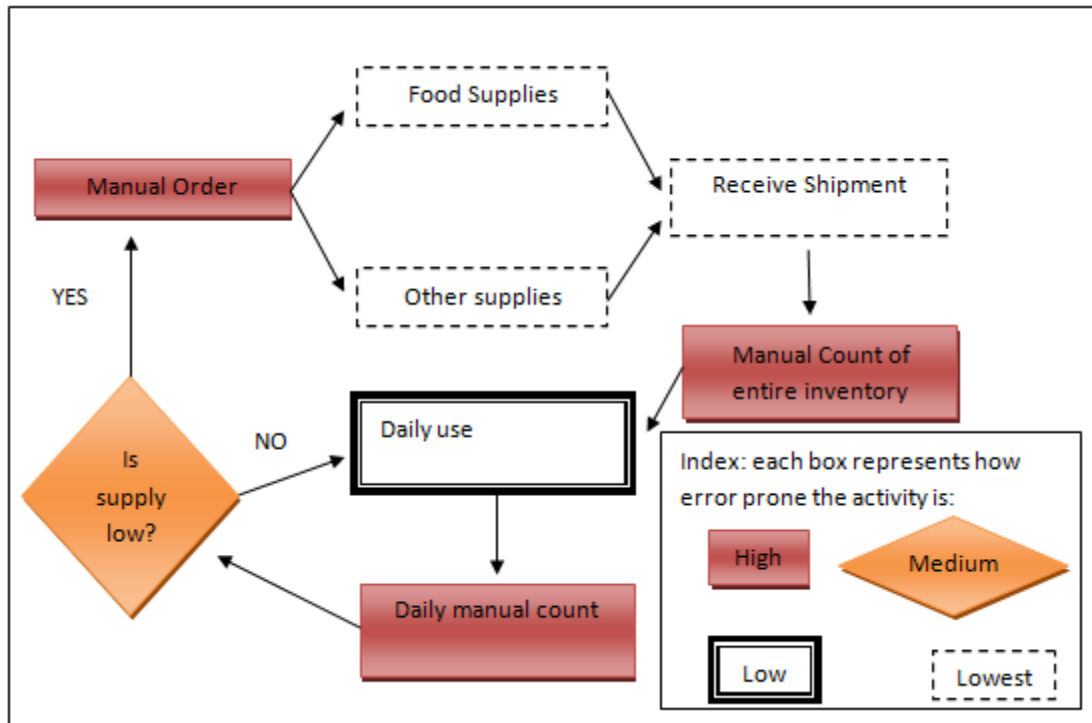 Food Supplies
Manual Order
Receive Shipment
Other supplies
YES
Manual Count of
entire inventory
Daily use
NO
Is
supply
low?
Daily manual count
Index: each box represents how
error prone the activity is:
High
Medium
Low
Lowest